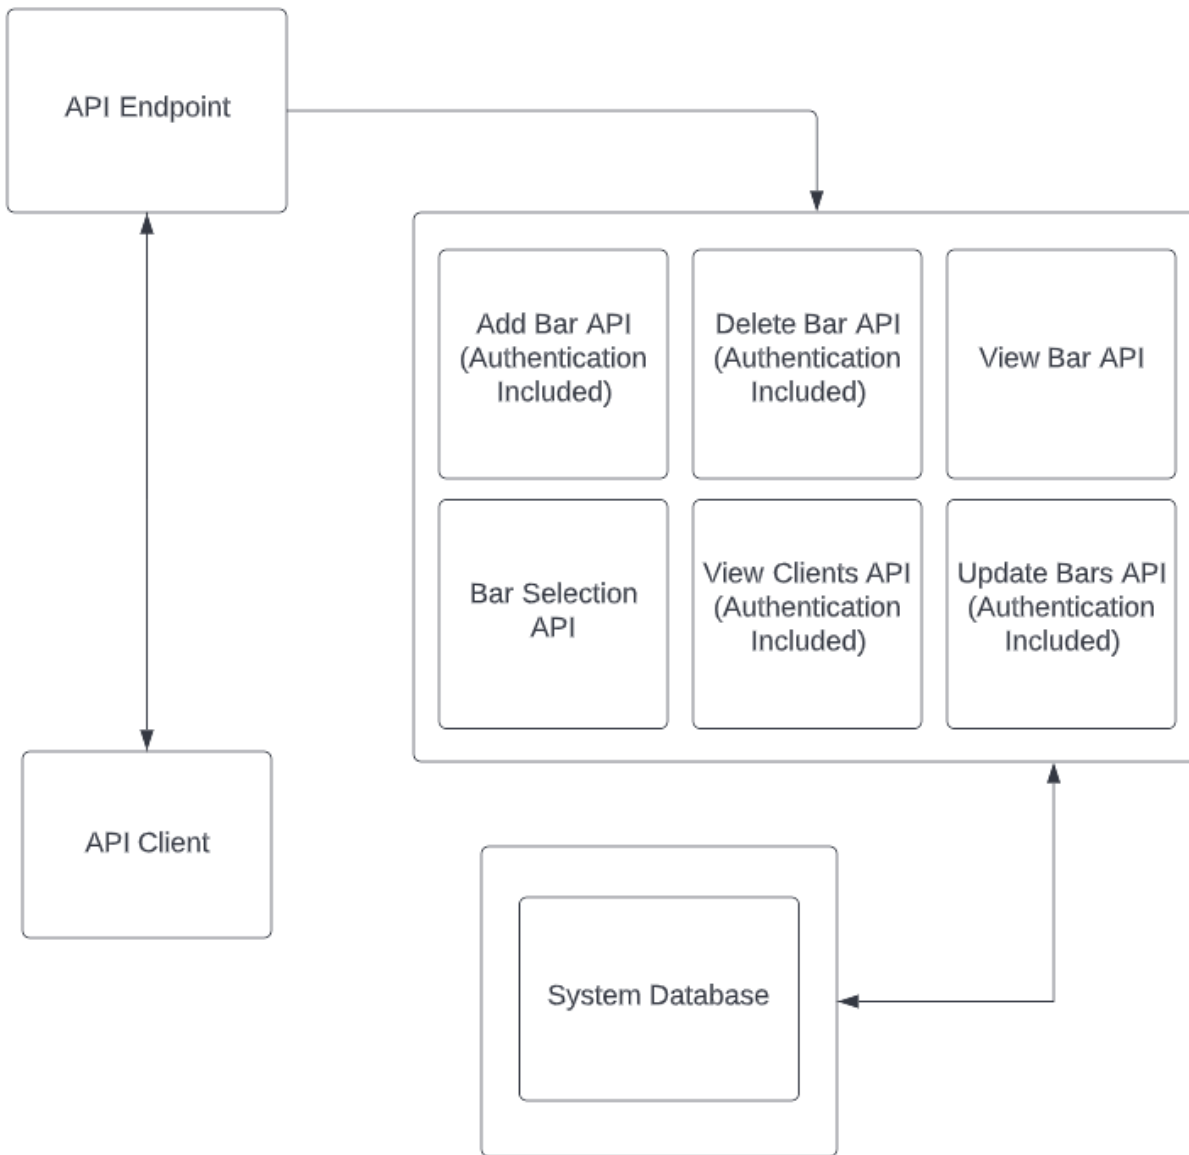 API Endpoint
Add Bar API
(Authentication
Included)
Delete Bar API
(Authentication
Included)
View Bar API
Bar Selection
API
View Clients API
(Authentication
Included)
Update Bars API
(Authentication
Included)
API Client
System Database